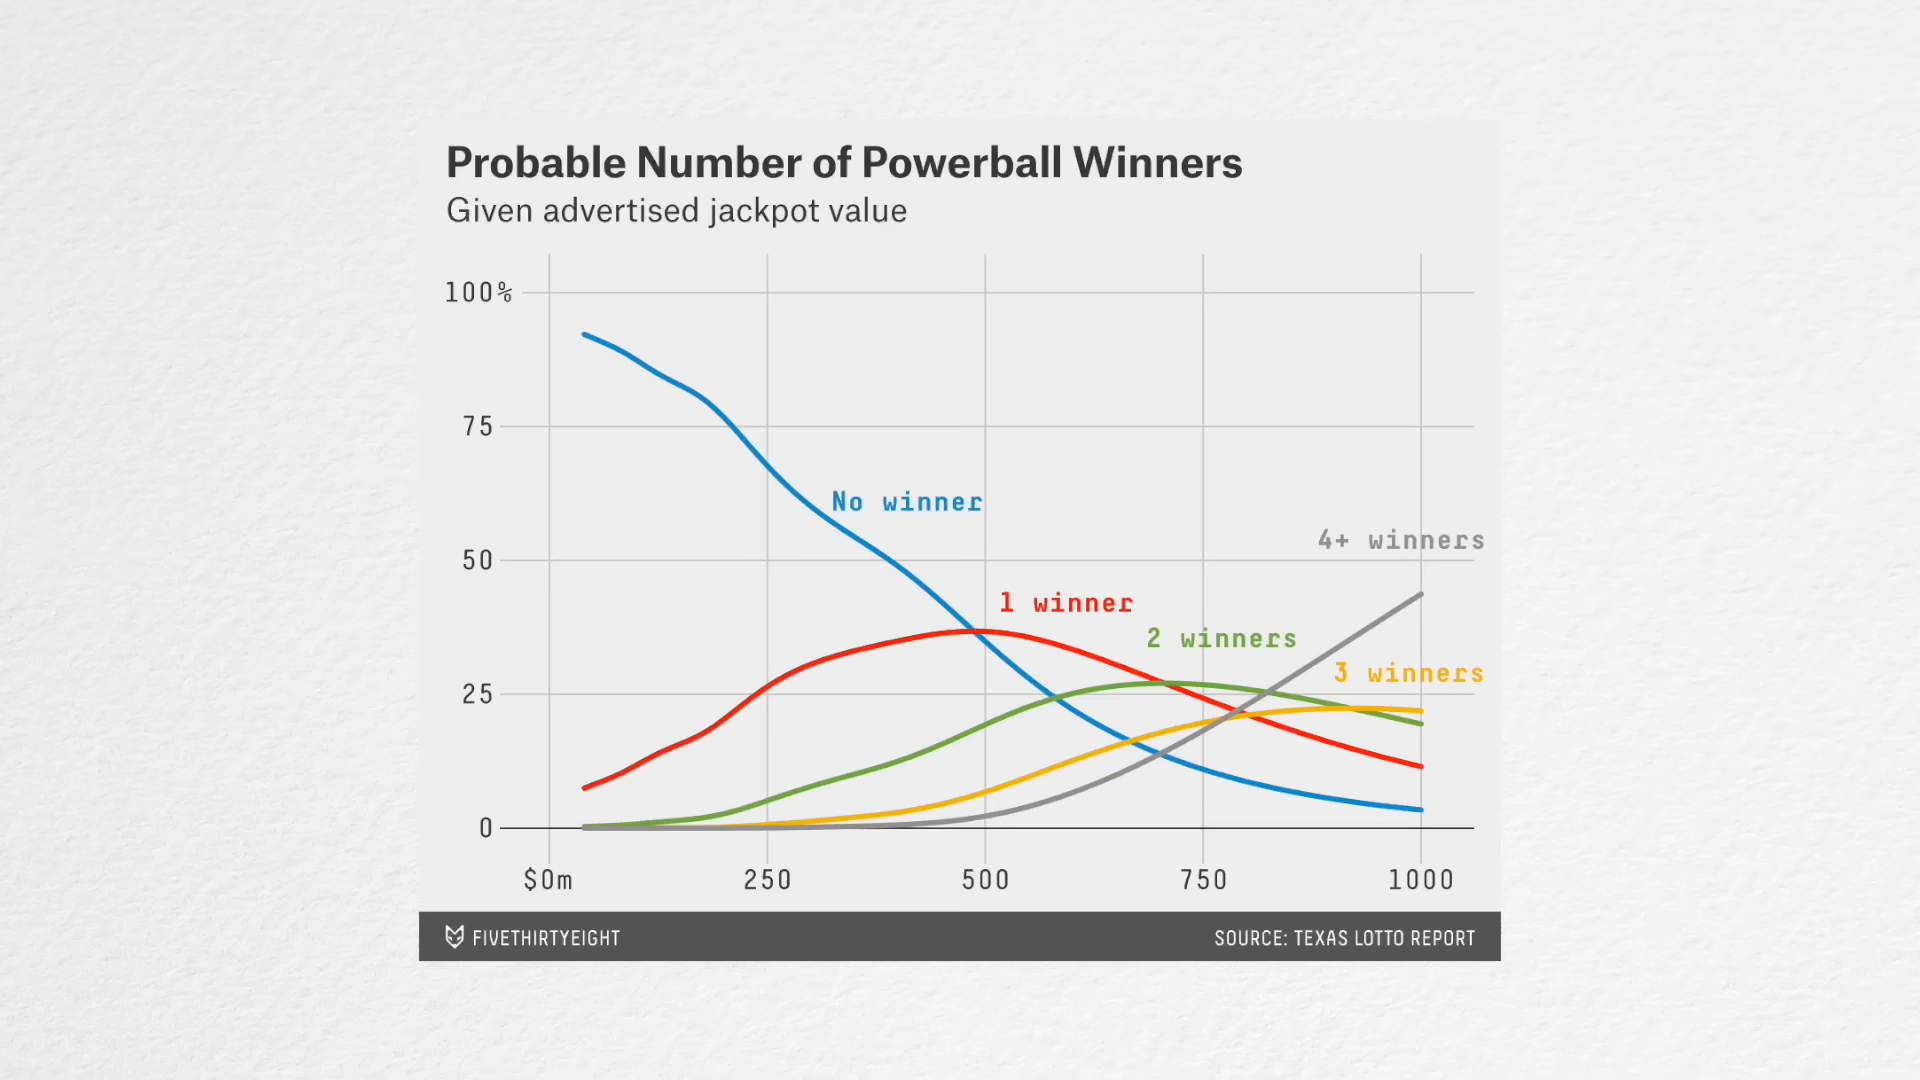 Probable Number of Powerball Winners
Given advertised jackpot value
100%
75
50
25
0
No winner
1 winner
2 winners
4+ winners
3 winners
$0m 250 500 750 1000
FIVETHIRTYEIGHT SOURCE: TEXAS LOTTO REPORT